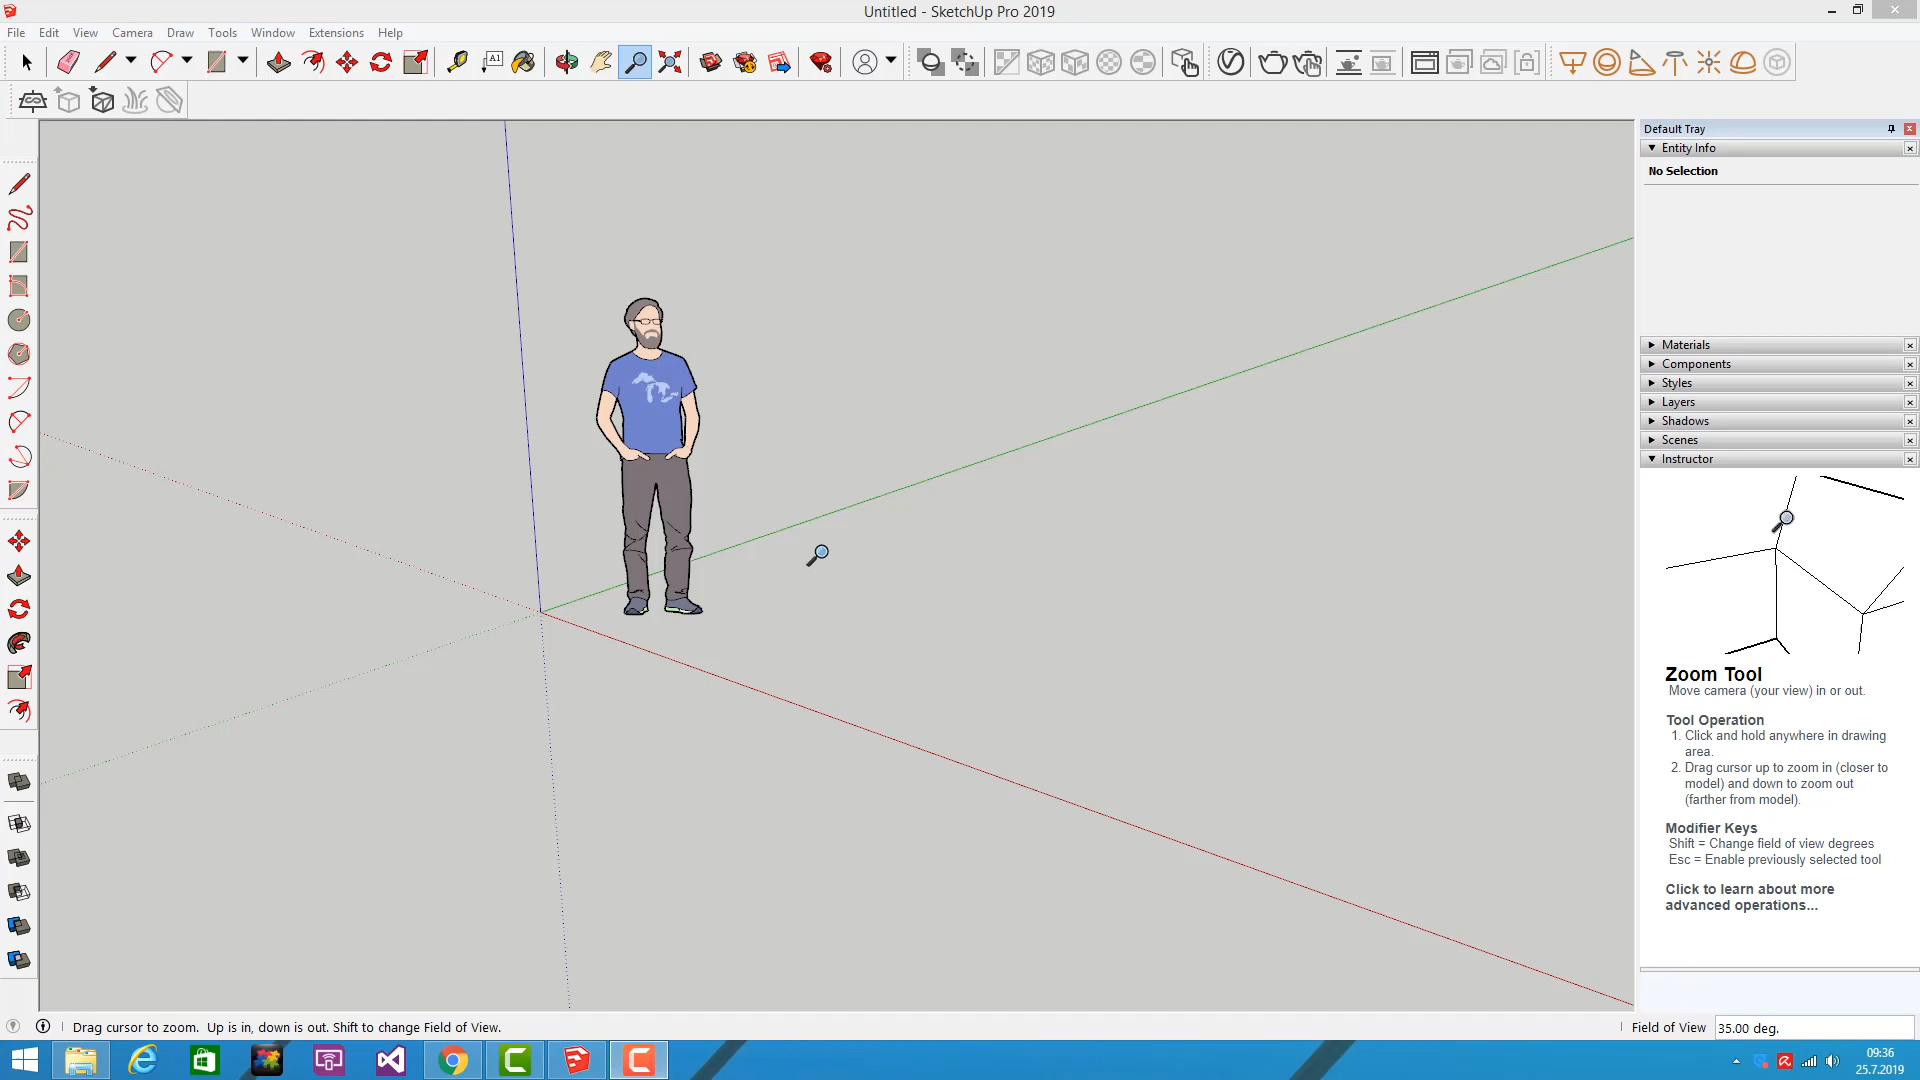 Untitled - SketchUp Pro 2019
File Edit View Camera Draw Tools Window Extensions Help
A1
Default Tray
Entity Info
No Selection
Materials
Components
Styles
Layers
Shadows
Scenes
Instructor
Zoom Tool
Move camera (your view) in or out.
Tool Operation
1. Click and hold anywhere in drawing
area.
2. Drag cursor up to zoom in (closer to
model) and down to zoom out
(farther from model).
Modifier Keys
Shift = Change field of view degrees
Esc = Enable previously selected tool
Click to learn about more
advanced operations...
Drag cursor to zoom. Up is in, down is out. Shift to change Field of View.
Field of View 35.00 deg.
09:36
25.7.2019